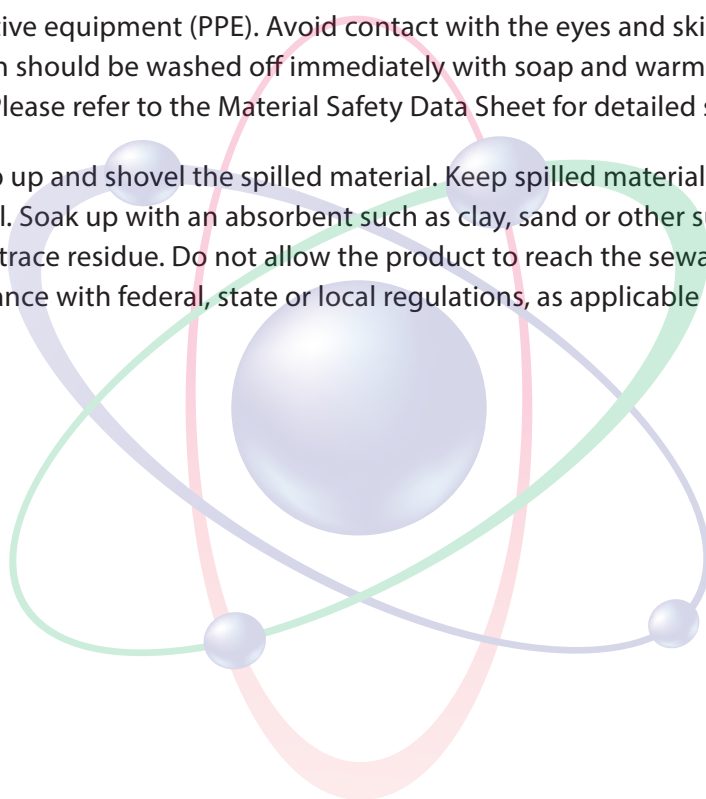 tive equipment (PPE). Avoid contact with the eyes and ski
n should be washed off immediately with soap and warm
Please refer to the Material Safety Data Sheet for detailed s
p up and shovel the spilled material. Keep spilled material
l. Soak up with an absorbent such as clay, sand or other su
trace residue. Do not allow the product to reach the sewa
ance with federal, state or local regulations, as applicable